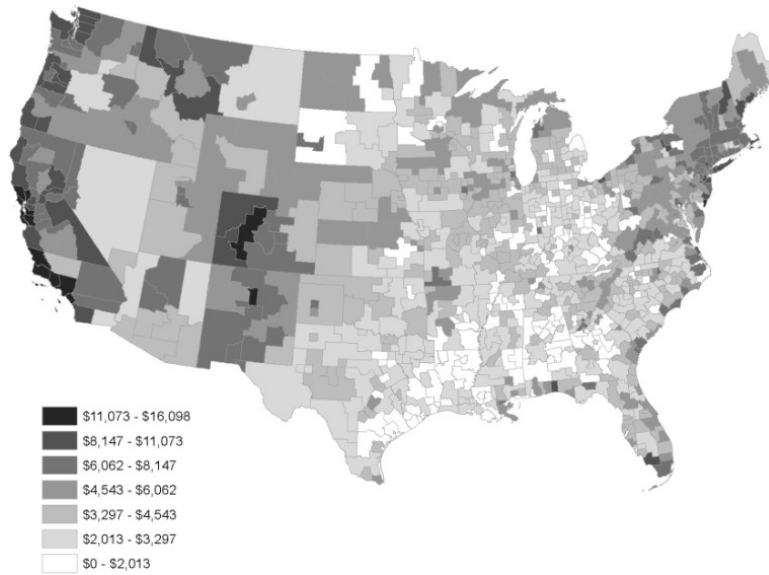 $11,073 - $16,098
$8,147 - $11,073
$6,062 - $8,147
$4,543 - $6,062
$3,297 - $4,543
$2,013 - $3,297
$0 - $2,013